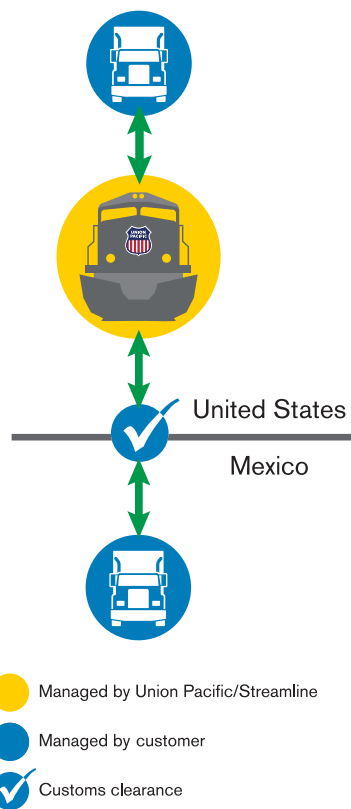 UNION
PACIFIC
United States
Mexico
Managed by Union Pacific/Streamline
Managed by customer
Customs clearance